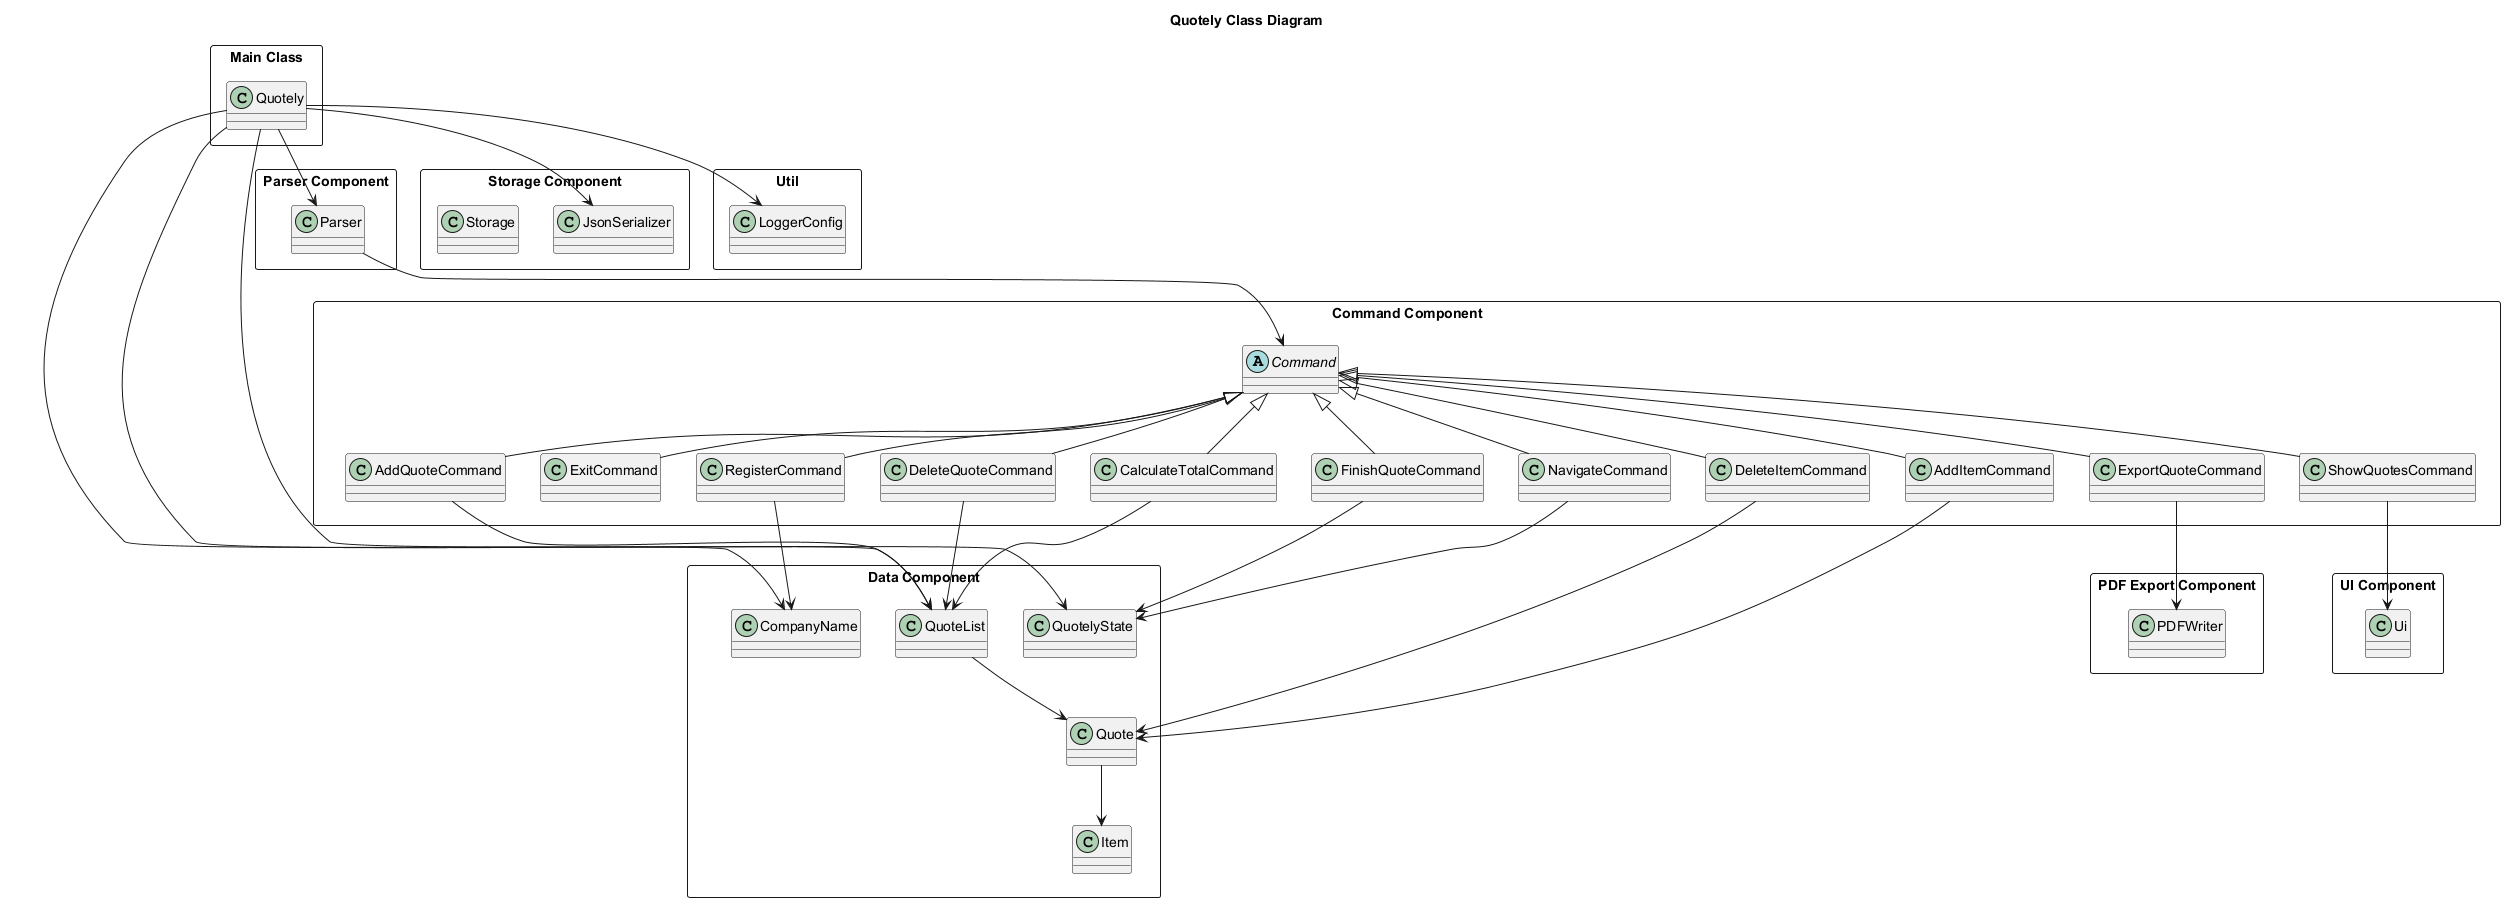 Quotely Class Diagram
Main Class
C Quotely
Parser Component
Storage Component
Util
C Parser
C Storage
C JsonSerializer
C LoggerConfig
Command Component
A Command
C AddQuoteCommand
C ExitCommand
C RegisterCommand
C DeleteQuoteCommand
C CalculateTotalCommand
C FinishQuoteCommand
C NavigateCommand
C DeleteItemCommand
C AddItemCommand
C ExportQuoteCommand
C ShowQuotesCommand
Data Component
PDF Export Component
UI Component
C CompanyName
C QuoteList
C QuotelyState
C PDFWriter
C Ui
C Quote
C Item